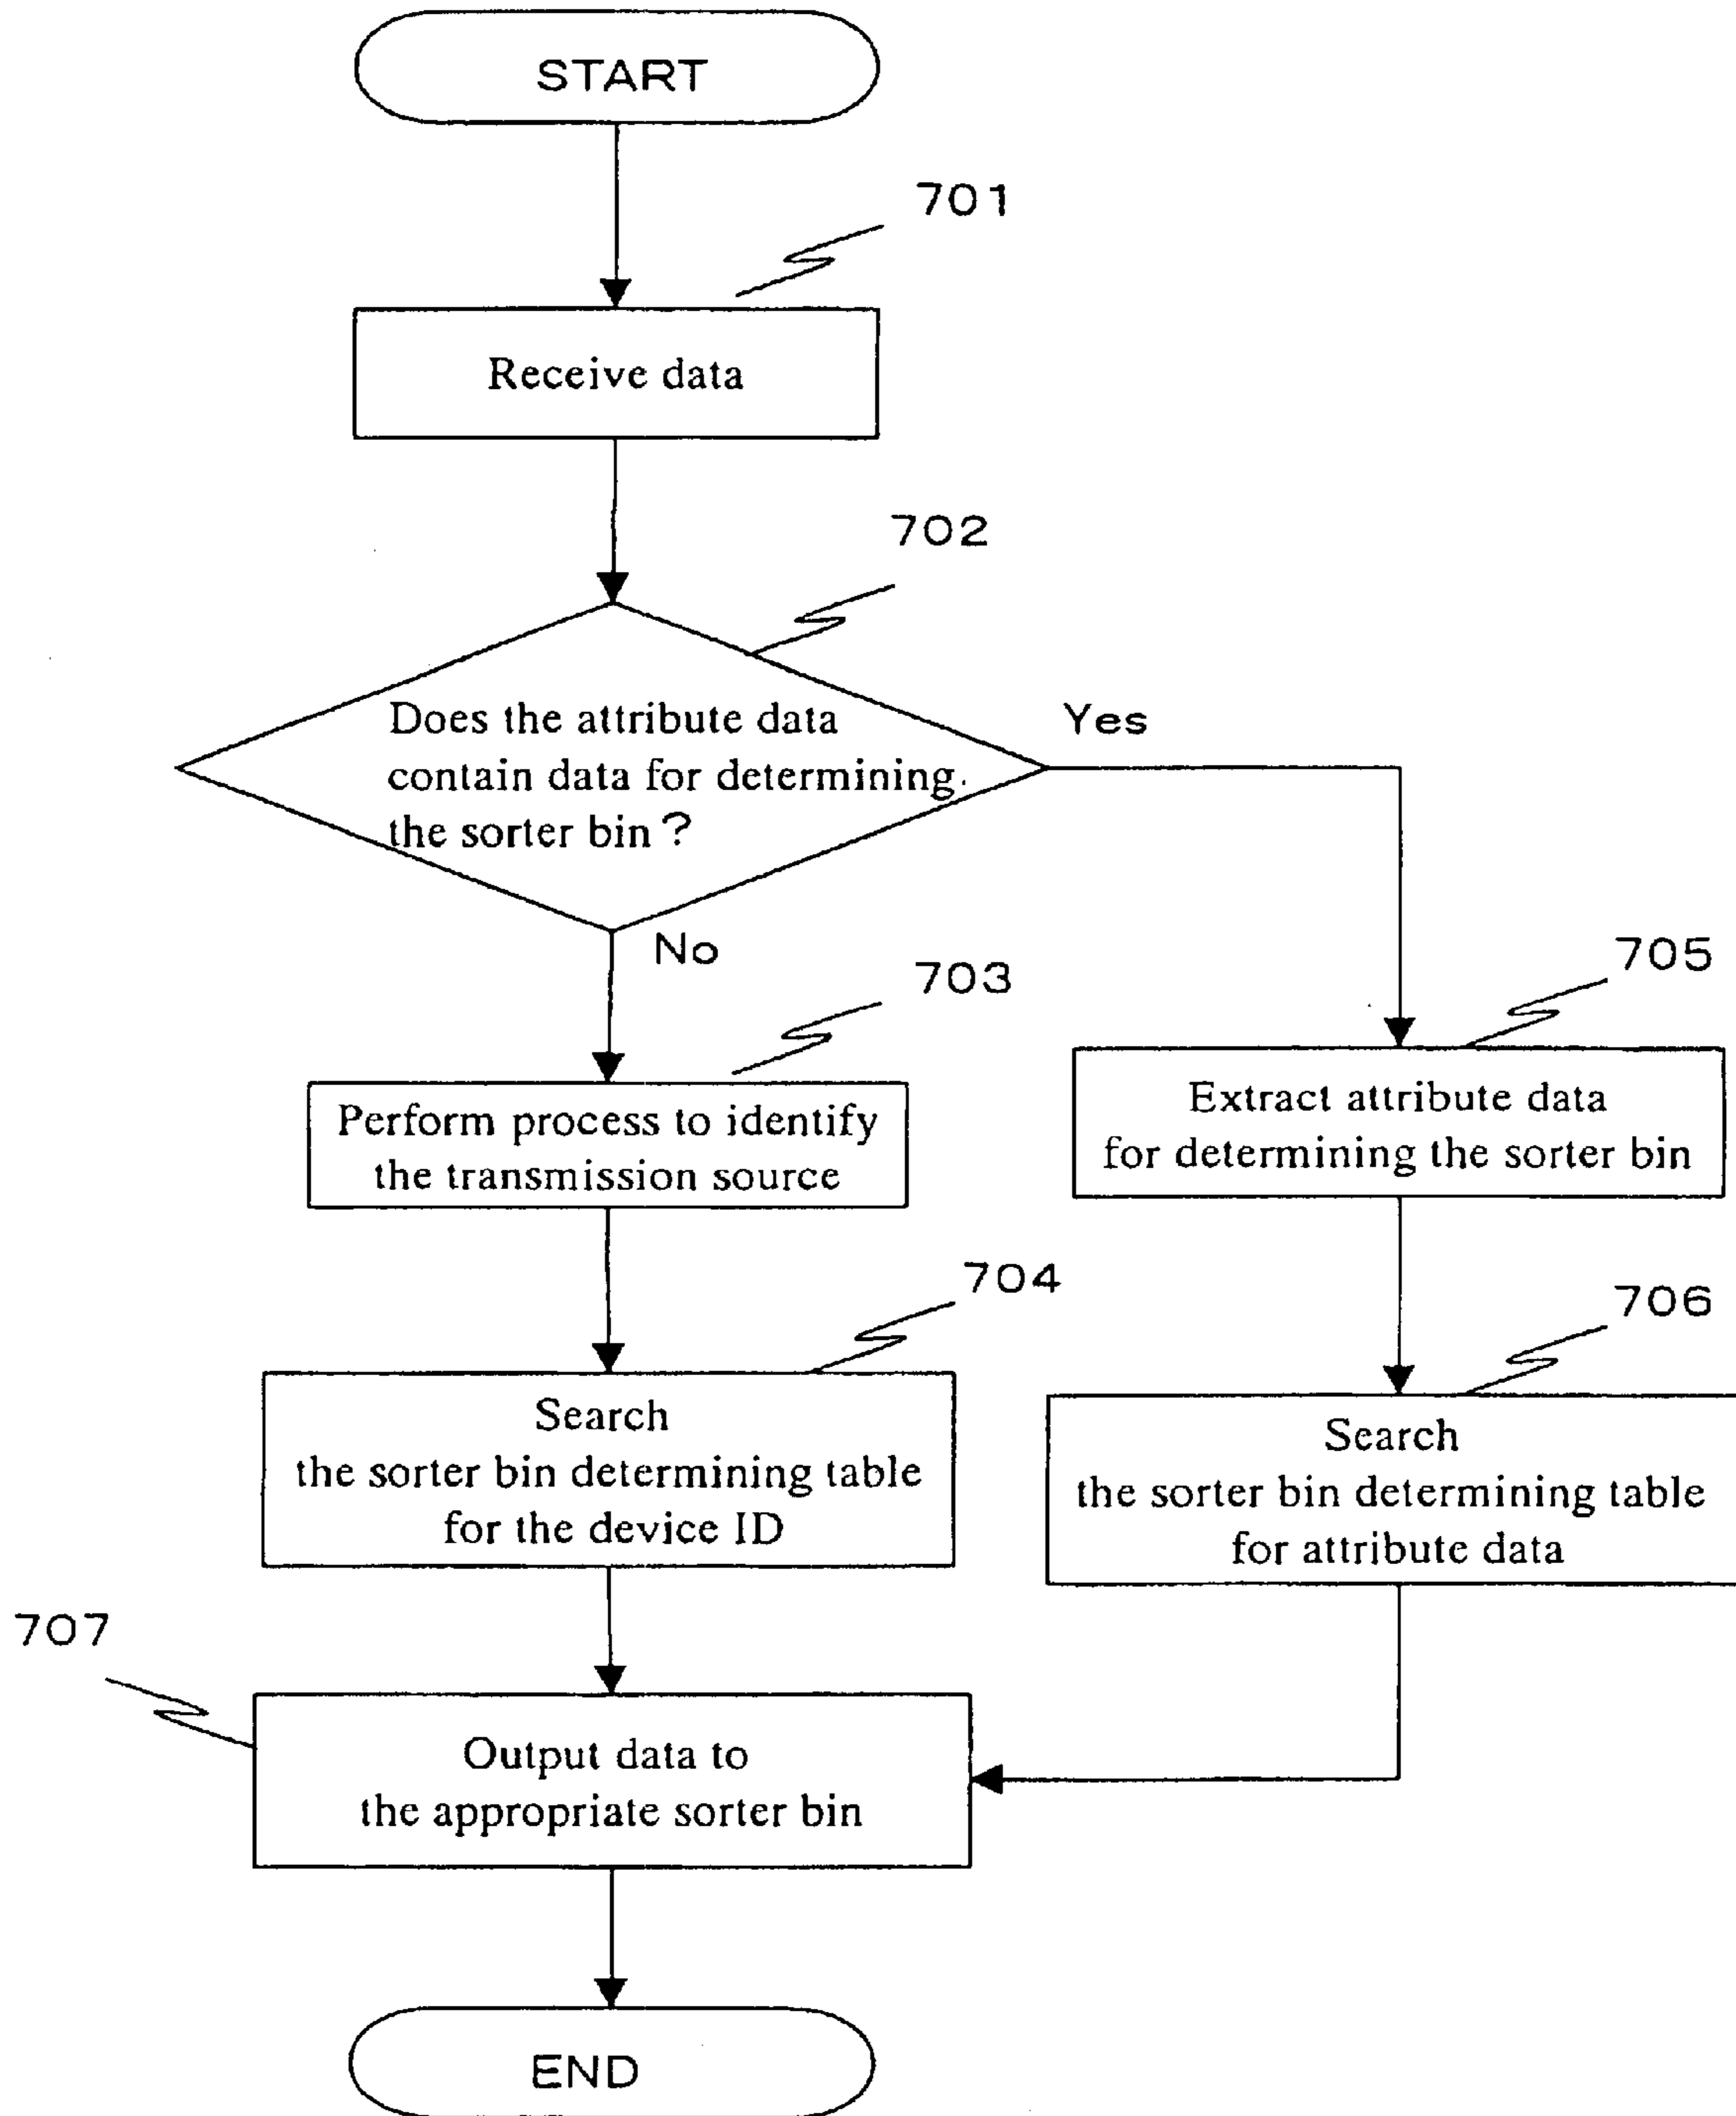 START
701
Receive data
702
Does the attribute data
contain data for determining
the sorter bin ?
Yes
No
703
Perform process to identify
the transmission source
705
Extract attribute data
for determining the sorter bin
704
Search
the sorter bin determining table
for the device ID
706
Search
the sorter bin determining table
for attribute data
707
Output data to
the appropriate sorter bin
END